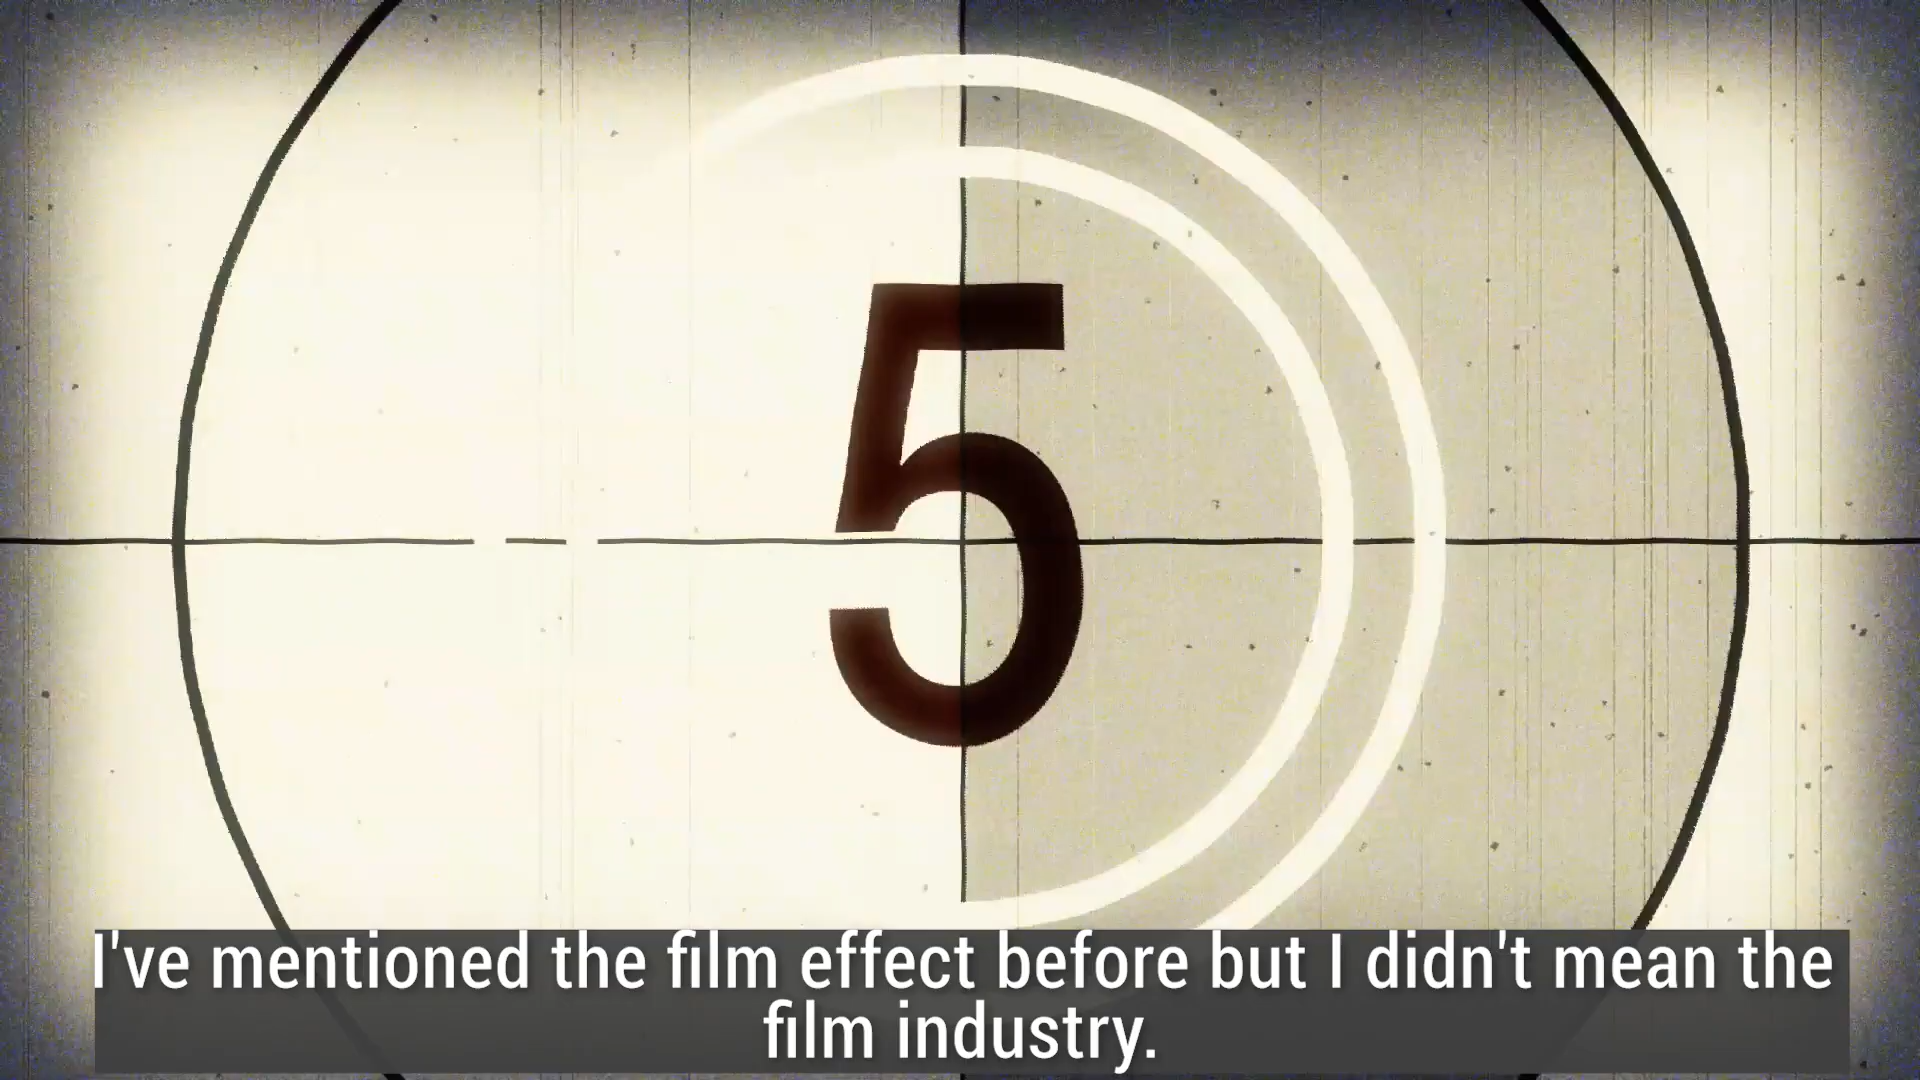 5
I've mentioned the film effect before but I didn't mean the
film industry.